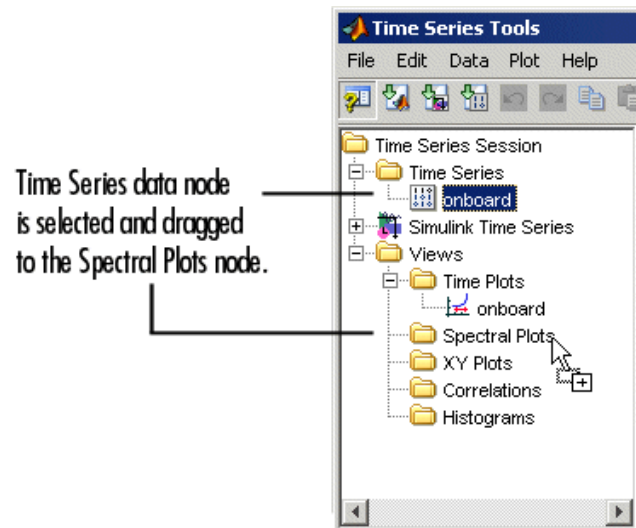 Time Series Tools
File Edit Data Plot Help
Time Series Session
Time Series
onboard
Simulink Time Series
Views
Time Plots
onboard
Spectral Plots
XY Plots
Correlations
Histograms
Time Series data node
is selected and dragged
to the Spectral Plots node.